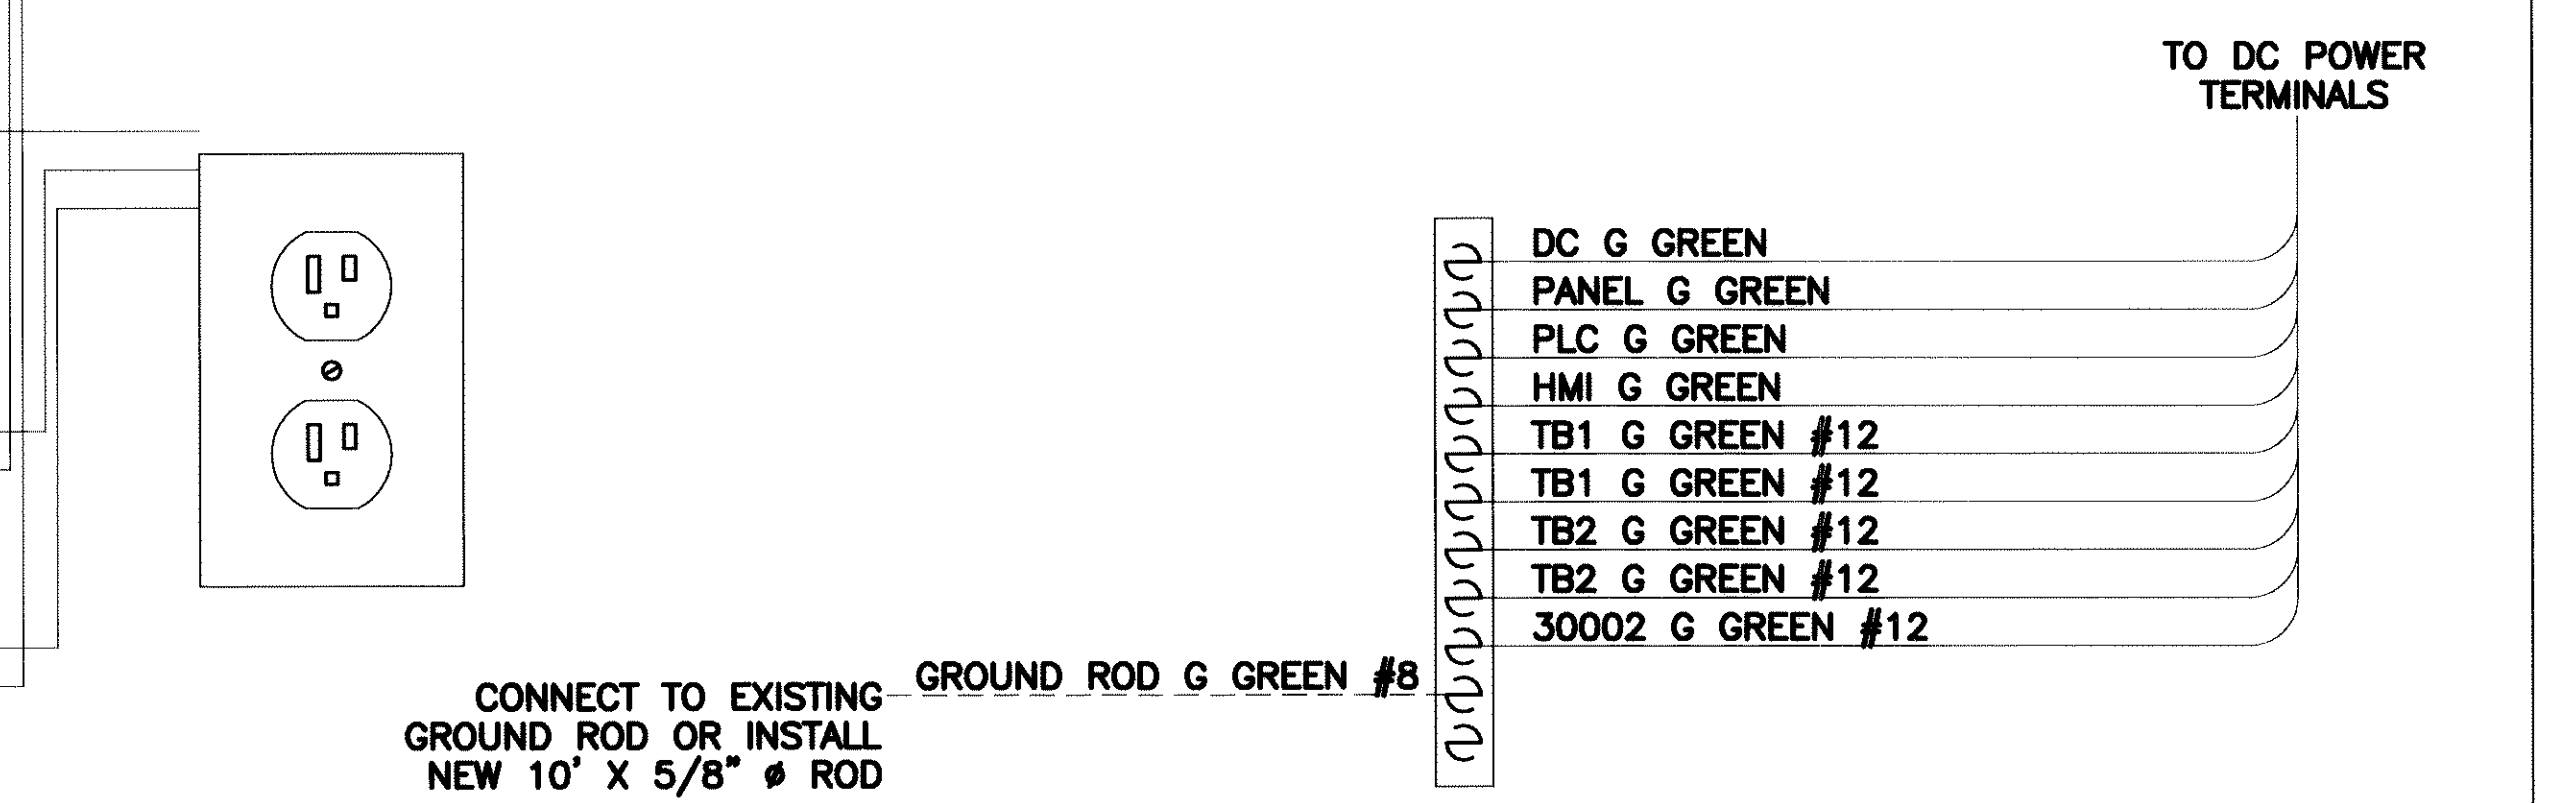 TO DC POWER
TERMINALS
DC G GREEN
PANEL G GREEN
PLC G GREEN
HMI G GREEN
TB1 G GREEN #12
TB1 G GREEN #12
TB2 G GREEN #12
TB2 G GREEN #12
30002 G GREEN #12
GROUND ROD G GREEN #8
CONNECT TO EXISTING
GROUND ROD OR INSTALL
NEW 10' X 5/8" ø ROD